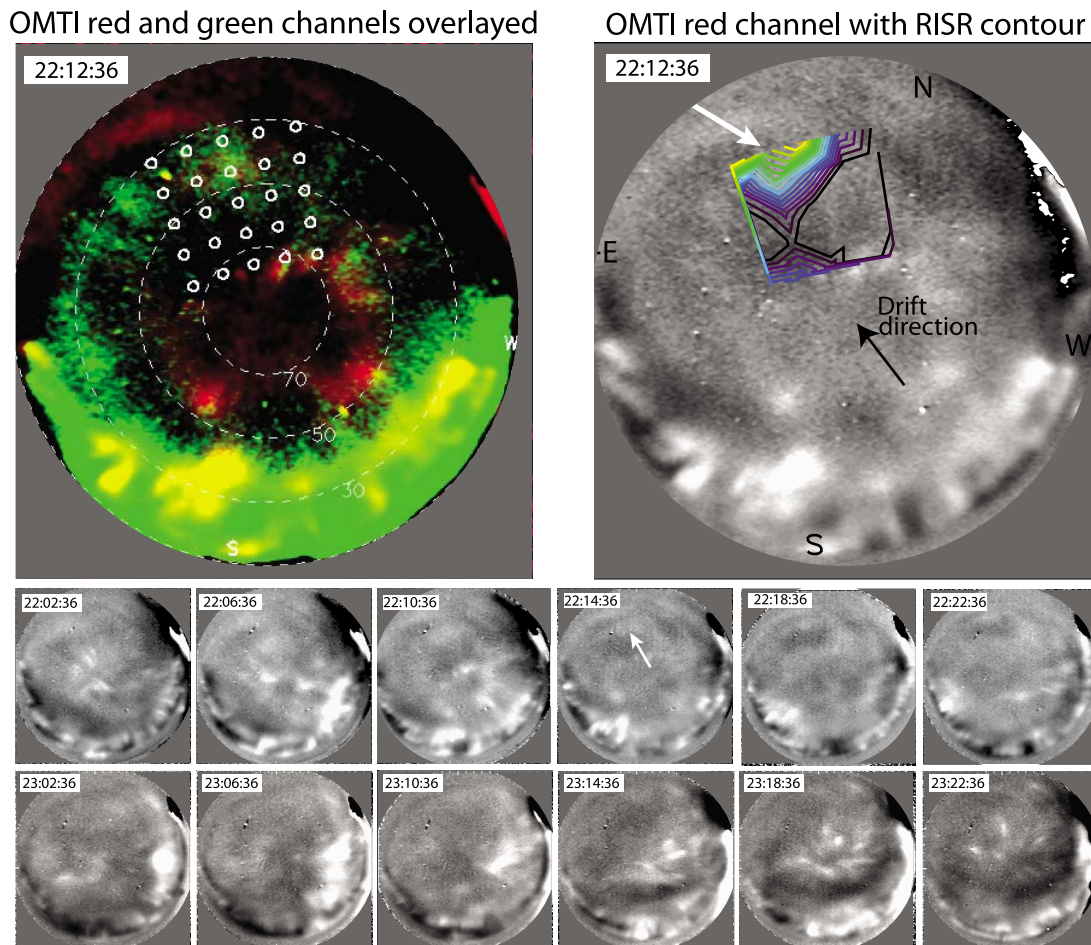 OMTI red and green channels overlayed
OMTI red channel with RISR contour
22:12:36
W
70
50
30
S
22:12:36
N
E
Drift
direction
W
S
22:02:36
22:06:36
22:10:36
22:14:36
22:18:36
22:22:36
23:02:36
23:06:36
23:10:36
23:14:36
23:18:36
23:22:36